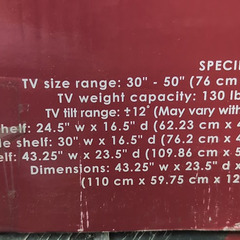 SPECI
TV size range: 30" - 50" (76 cm
TV weight capacity: 130 lb
TV tilt range: ±12° (May vary with
helf: 24.5" w x 16.5" d (62.23 cm x 4
le shelf: 30" w x 16.5" d (76.2 cm x 4
elf: 43.25" w x 23.5" d (109.86 cm x 5
Dimensions: 43.25" w x 23.5" d x
(110 cm x 59.75 cm x 12